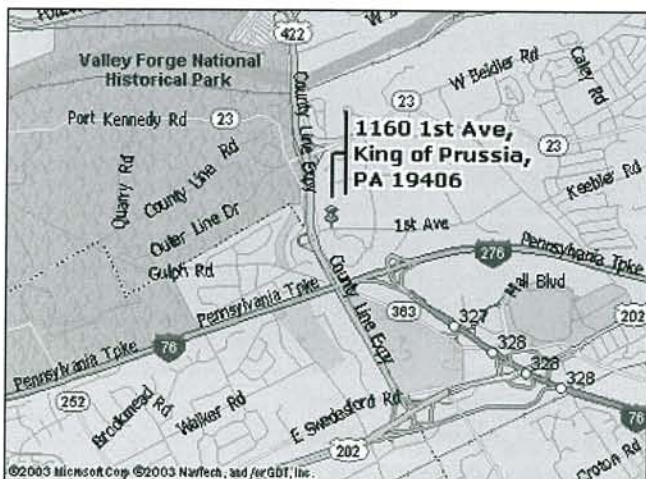 422
W Beidler Rd
Caley Rd
Valley Forge National
Historical Park
County Line Expy
23
Port Kennedy Rd
23
1160 1st Ave,
King of Prussia,
PA 19406
23
Quarry Rd
County Line Rd
Keebler Rd
Outer Line Dr
1st Ave
Gulph Rd
276
Pennsylvania Tpke
Mall Blvd
Pennsylvania Tpke
County Line Expy
363
327
202
Pennsylvania Tpke
76
328
328
328
252
Brookmead Rd
Walker Rd
E Swedesford Rd
202
76
Croton Rd
©2003 Microsoft Corp ©2003 NavTech, and /or GDT, Inc.